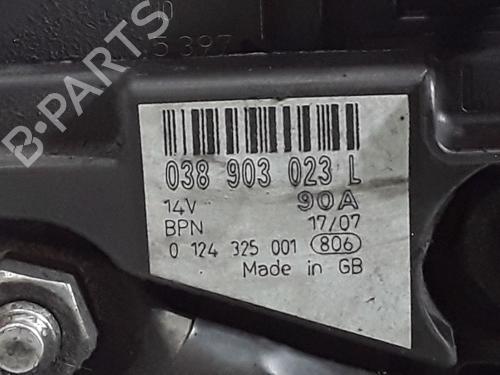 5 397
B-PARTS
038 903 023 L
14V 90A
BPN 17/07
0 124 325 001 806
Made in GB